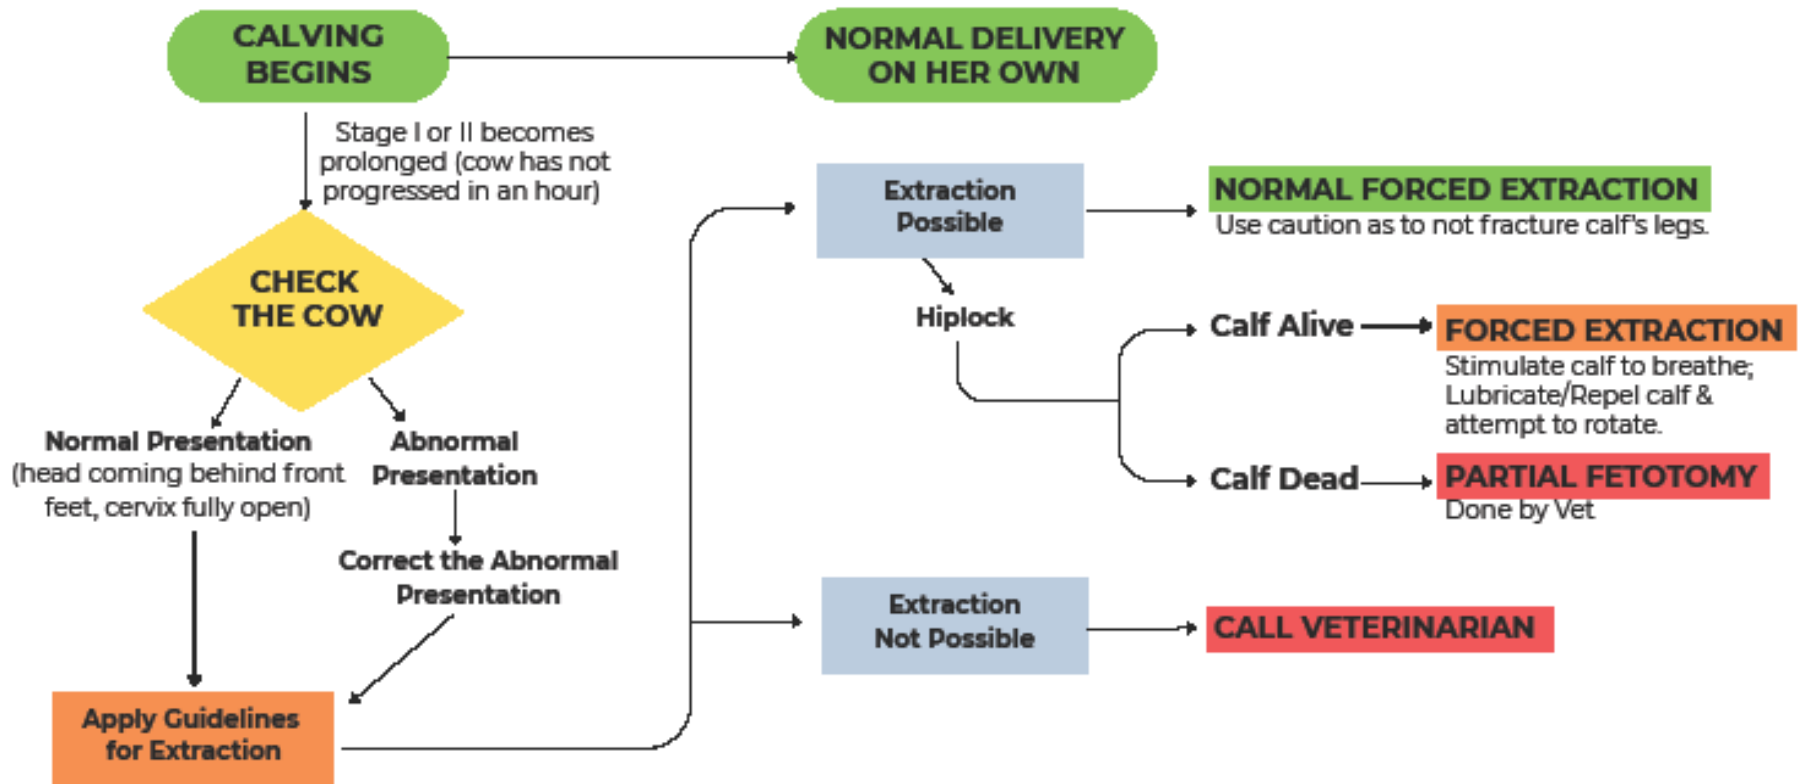 CALVING
BEGINS
NORMAL DELIVERY
ON HER OWN
Stage I or II becomes
prolonged (cow has not
progressed in an hour)
CHECK
THE COW
Normal Presentation
(head coming behind front
feet, cervix fully open)
Abnormal
Presentation
Correct the Abnormal
Presentation
Apply Guidelines
for Extraction
Extraction
Possible
NORMAL FORCED EXTRACTION
Use caution as to not fracture calf's legs.
Hiplock
Calf Alive
FORCED EXTRACTION
Stimulate calf to breathe;
Lubricate/Repel calf &
attempt to rotate.
Calf Dead
PARTIAL FETOTOMY
Done by Vet
Extraction
Not Possible
CALL VETERINARIAN